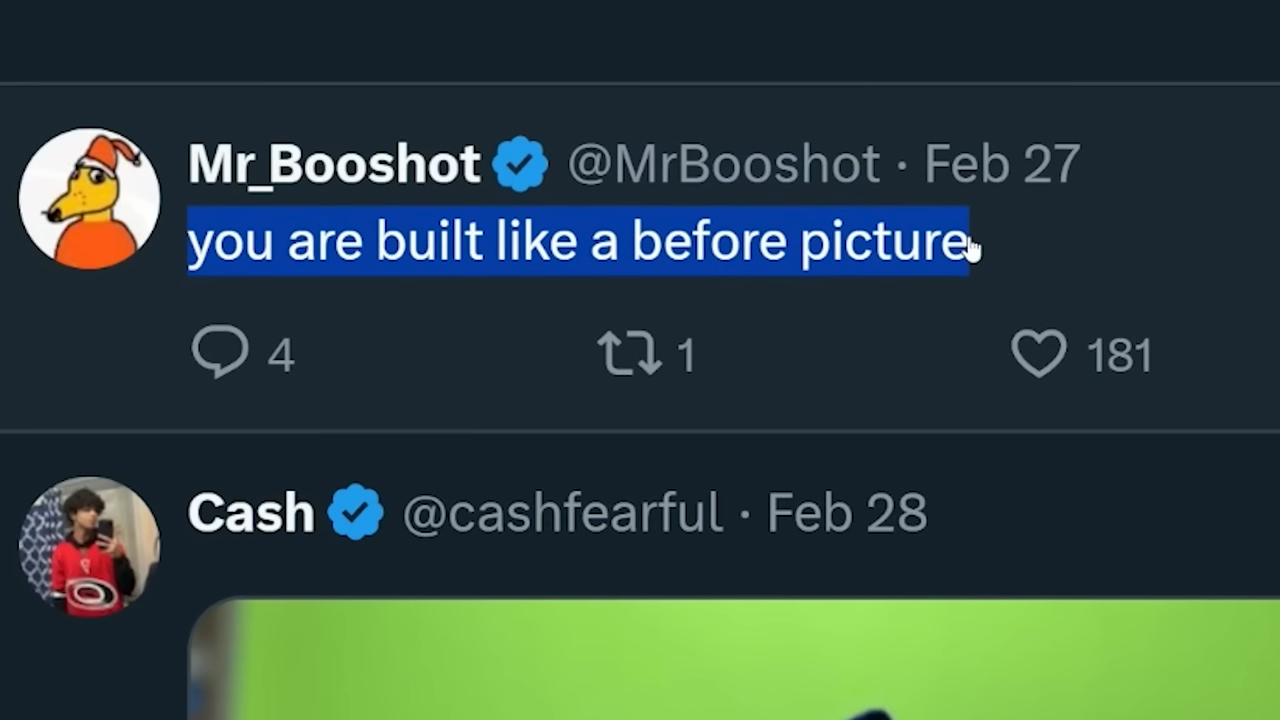 Mr_Booshot @MrBooshot · Feb 27
you are built like a before picture
4 1 181
Cash @cashfearful · Feb 28